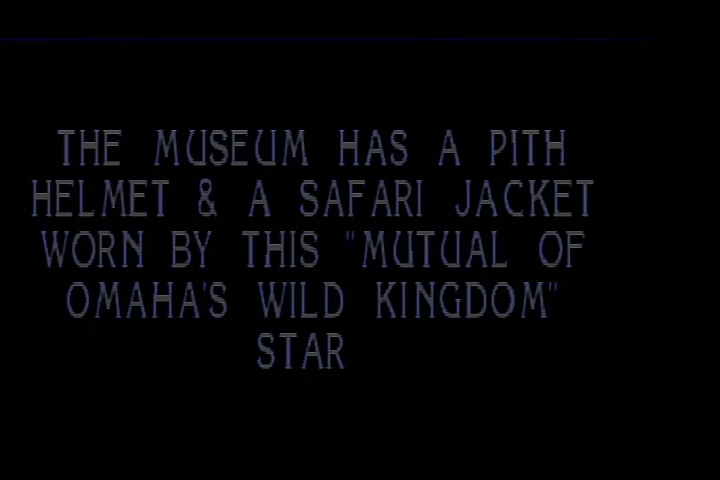 THE MUSEUM HAS A PITH
HELMET & A SAFARI JACKET
WORN BY THIS "MUTUAL OF
OMAHA'S WILD KINGDOM"
STAR